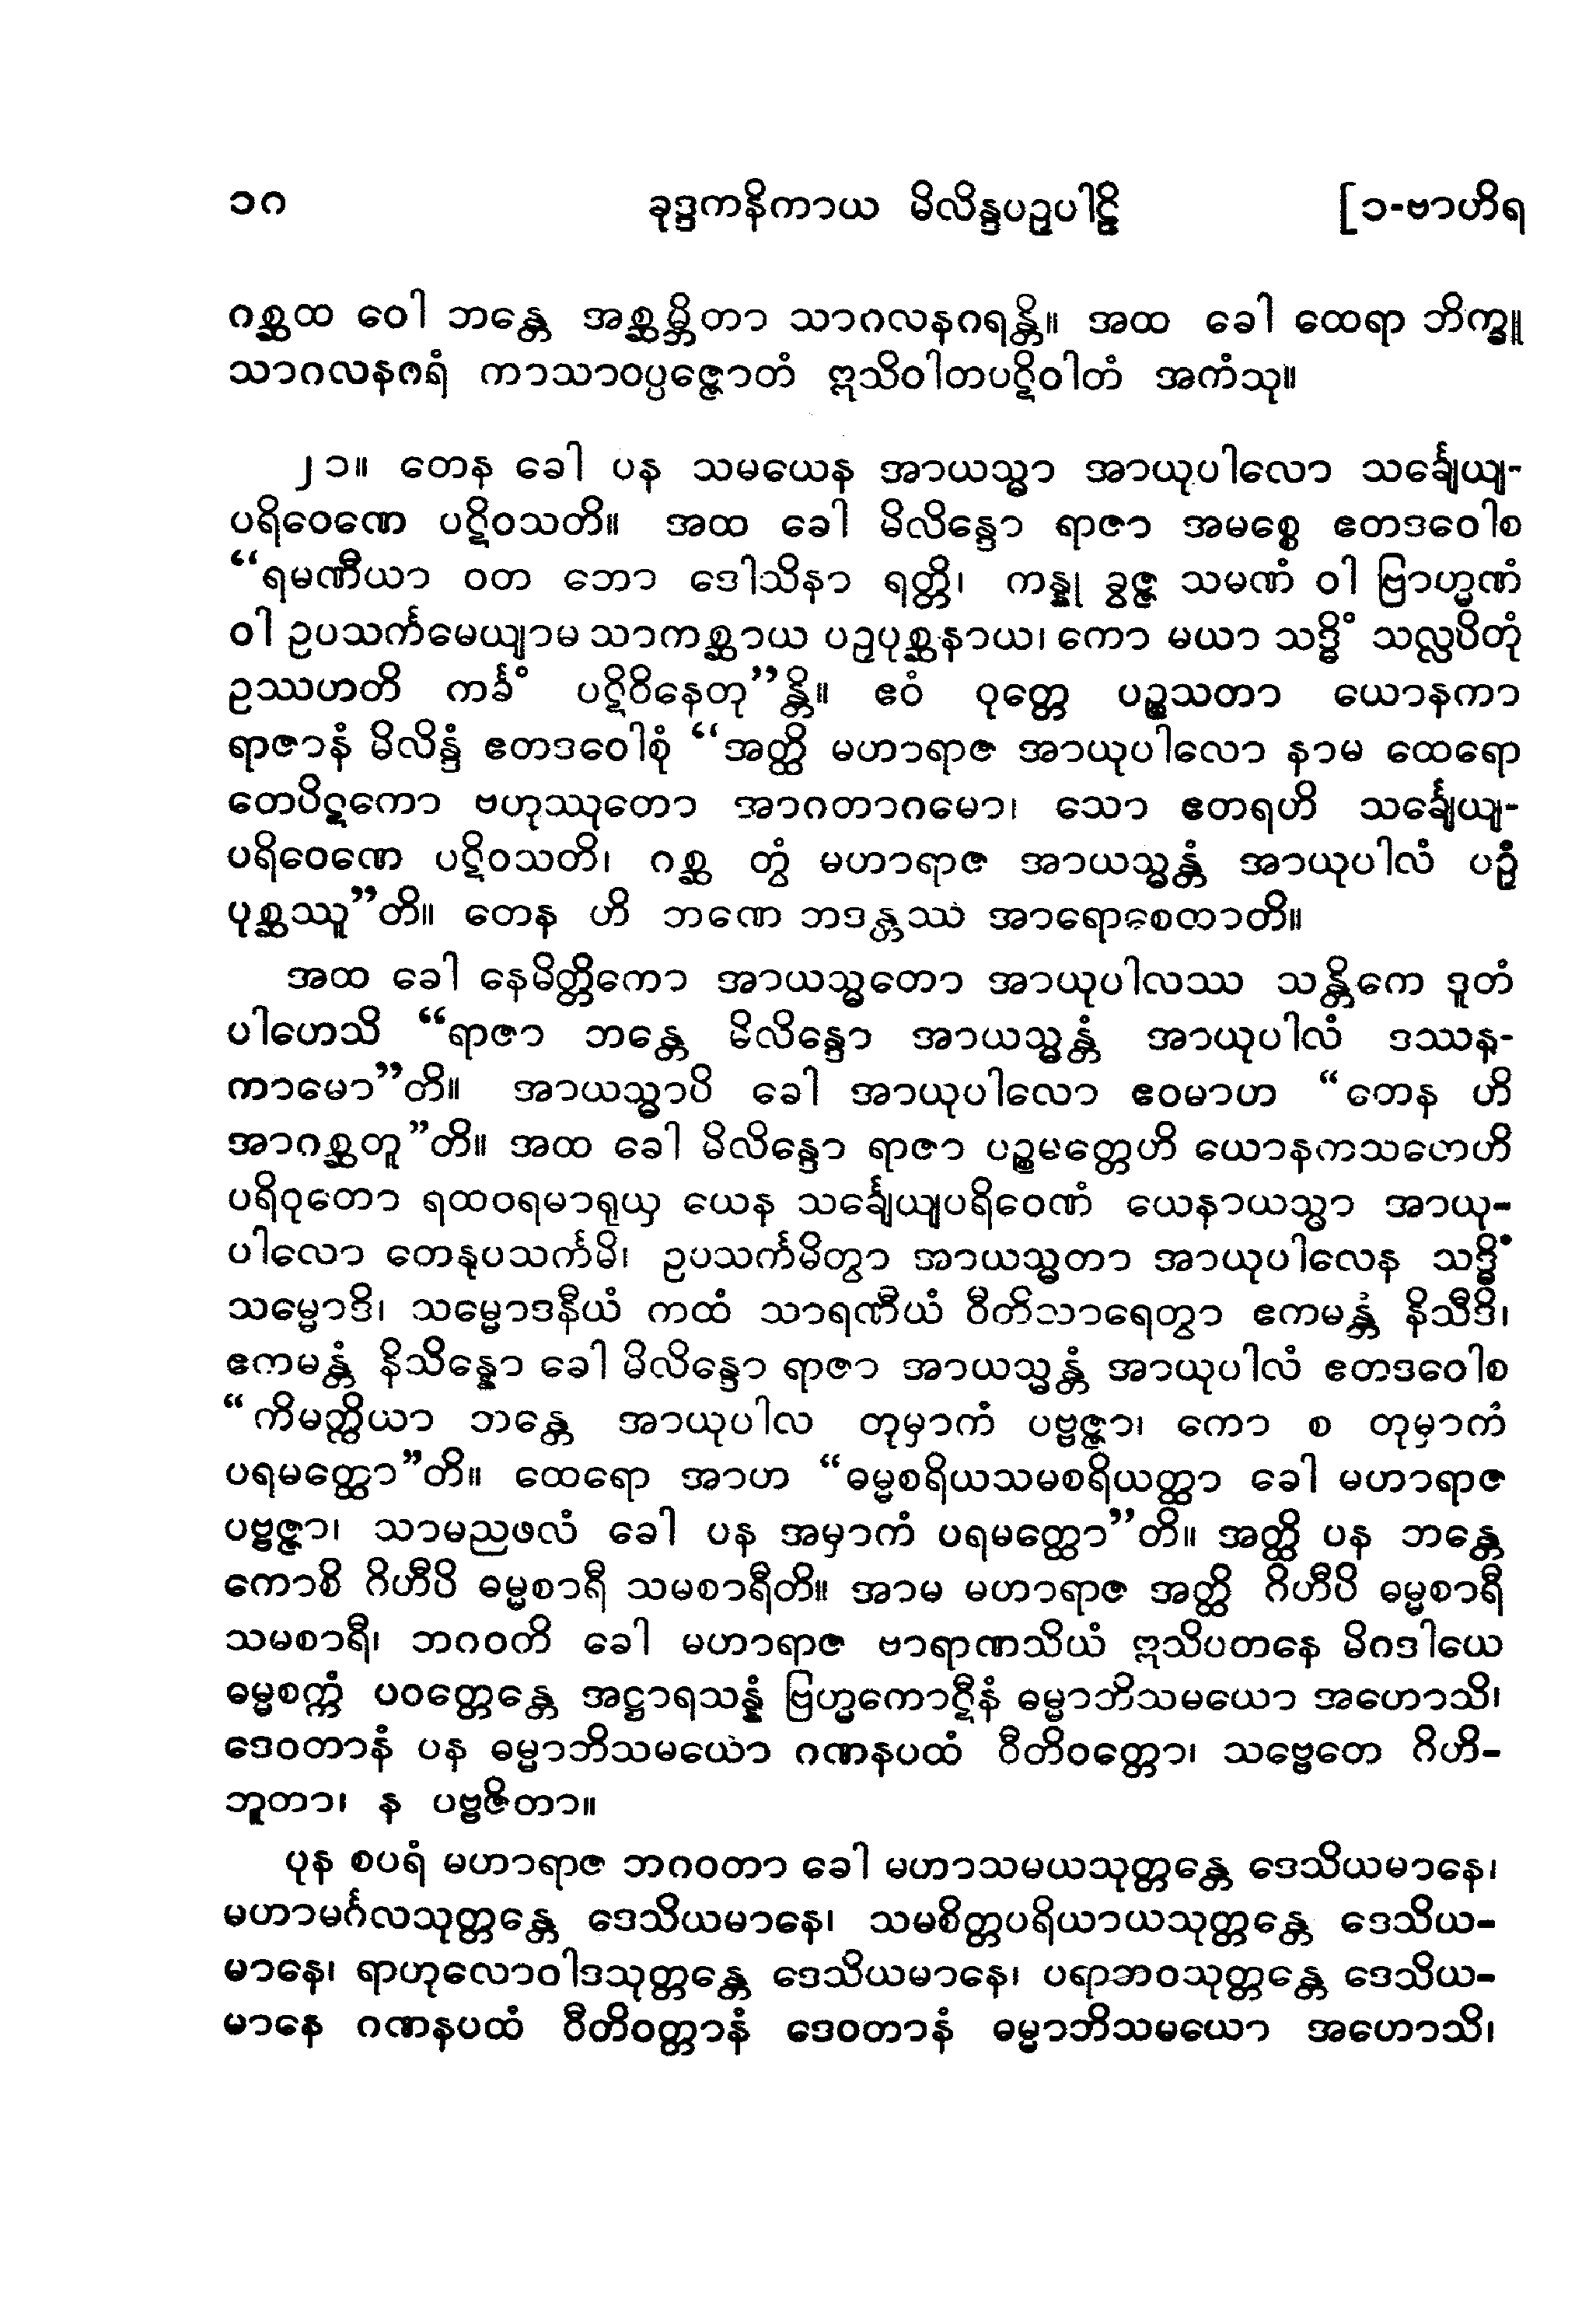 ၁ဂ ခုဒ္ဒကနိကာယ မိလိန္ဒပဉှပါဠိ [၁-ဗာဟိရ
ဂစ္ဆထ ဝေါ ဘန္တေ အစ္ဆမ္ဘိတာ သာဂလနဂရန္တိ။ အထ ခေါ ထေရာ ဘိက္ခူ
သာဂလနဂရံ ကာသာဝပ္ပဇ္ဇောတံ ဣသိဝါတပဋိဝါတံ အကံသု။
၂၁။ တေန ခေါ ပန သမယေန အာယသ္မာ အာယုပါလော သင်္ချေယျ-
ပရိဝေဏေ ပဋိဝသတိ။ အထ ခေါ မိလိန္ဒော ရာဇာ အမစ္စေ ဧတဒဝေါစ
“ရမဏီယာ ဝတ ဘော ဒေါသိနာ ရတ္တိ၊ ကန္နု ခွဇ္ဇ သမဏံ ဝါ ဗြာဟ္မဏံ
ဝါ ဥပသင်္ကမေယျာမ သာကစ္ဆာယ ပဉှပုစ္ဆနာယ၊ ကော မယာ သဒ္ဓိံ သလ္လပိတုံ
ဥဿဟတိ ကင်္ခံ ပဋိဝိနေတု”န္တိ။ ဧဝံ ဝုတ္တေ ပဉ္စသတာ ယောနကာ
ရာဇာနံ မိလိန္ဒံ ဧတဒဝေါစုံ “အတ္ထိ မဟာရာဇ အာယုပါလော နာမ ထေရော
တေပိဋကော ဗဟုဿုတော အာဂတာဂမော၊ သော ဧတရဟိ သင်္ချေယျ-
ပရိဝေဏေ ပဋိဝသတိ၊ ဂစ္ဆ တွံ မဟာရာဇ အာယသ္မန္တံ အာယုပါလံ ပဉှံ
ပုစ္ဆဿူ”တိ။ တေန ဟိ ဘဏေ ဘဒန္တဿ အာရောစေထာတိ။
အထ ခေါ နေမိတ္တိကော အာယသ္မတော အာယုပါလဿ သန္တိကေ ဒူတံ
ပါဟေသိ “ရာဇာ ဘန္တေ မိလိန္ဒော အာယသ္မန္တံ အာယုပါလံ ဒဿန-
ကာမော”တိ။ အာယသ္မာပိ ခေါ အာယုပါလော ဧဝမာဟ “တေန ဟိ
အာဂစ္ဆတူ”တိ။ အထ ခေါ မိလိန္ဒော ရာဇာ ပဉ္စမတ္တေဟိ ယောနကသတေဟိ
ပရိဝုတော ရထဝရမာရုယှ ယေန သင်္ချေယျပရိဝေဏံ ယေနာယသ္မာ အာယု-
ပါလော တေနုပသင်္ကမိ၊ ဥပသင်္ကမိတွာ အာယသ္မတာ အာယုပါလေန သဒ္ဓိံ
သမ္မောဒိ၊ သမ္မောဒနီယံ ကထံ သာရဏီယံ ဝီတိသာရေတွာ ဧကမန္တံ နိသီဒိ၊
ဧကမန္တံ နိသိန္နော ခေါ မိလိန္ဒော ရာဇာ အာယသ္မန္တံ အာယုပါလံ ဧတဒဝေါစ
“ကိမတ္ထိယာ ဘန္တေ အာယုပါလ တုမှာကံ ပဗ္ဗဇ္ဇာ၊ ကော စ တုမှာကံ
ပရမတ္ထော”တိ။ ထေရော အာဟ “ဓမ္မစရိယသမစရိယတ္ထာ ခေါ မဟာရာဇ
ပဗ္ဗဇ္ဇာ၊ သာမညဖလံ ခေါ ပန အမှာကံ ပရမတ္ထော”တိ။ အတ္ထိ ပန ဘန္တေ
ကောစိ ဂိဟီပိ ဓမ္မစာရီ သမစာရီတိ။ အာမ မဟာရာဇ အတ္ထိ ဂိဟီပိ ဓမ္မစာရီ
သမစာရီ၊ ဘဂဝတိ ခေါ မဟာရာဇ ဗာရာဏသိယံ ဣသိပတနေ မိဂဒါယေ
ဓမ္မစက္ကံ ပဝတ္တေန္တေ အဋ္ဌာရသန္နံ ဗြဟ္မကောဋီနံ ဓမ္မာဘိသမယော အဟောသိ၊
ဒေဝတာနံ ပန ဓမ္မာဘိသမယော ဂဏနပထံ ဝီတိဝတ္တော၊ သဗ္ဗေတေ ဂိဟိ-
ဘူတာ၊ န ပဗ္ဗဇိတာ။
ပုန စပရံ မဟာရာဇ ဘဂဝတာ ခေါ မဟာသမယသုတ္တန္တေ ဒေသိယမာနေ၊
မဟာမင်္ဂလသုတ္တန္တေ ဒေသိယမာနေ၊ သမစိတ္တပရိယာယသုတ္တန္တေ ဒေသိယ-
မာနေ၊ ရာဟုလောဝါဒသုတ္တန္တေ ဒေသိယမာနေ၊ ပရာဘဝသုတ္တန္တေ ဒေသိယ-
မာနေ ဂဏနပထံ ဝီတိဝတ္တာနံ ဒေဝတာနံ ဓမ္မာဘိသမယော အဟောသိ၊